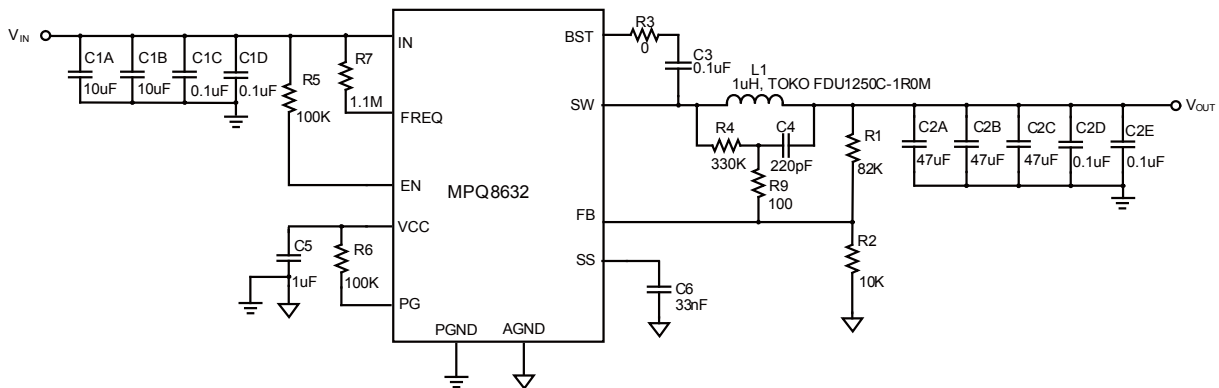 VIN
C1A
10uF
C1B
10uF
C1C
0.1uF
C1D
0.1uF
R5
100K
R7
1.1M
IN
FREQ
EN
VCC
PG
C5
1uF
R6
100K
MPQ8632
PGND
AGND
BST
SW
FB
SS
R3
0
C3
0.1uF
L1
1uH, TOKO FDU1250C-1R0M
R4
330K
C4
220pF
R9
100
R1
82K
R2
10K
C6
33nF
C2A
47uF
C2B
47uF
C2C
47uF
C2D
0.1uF
C2E
0.1uF
VOUT